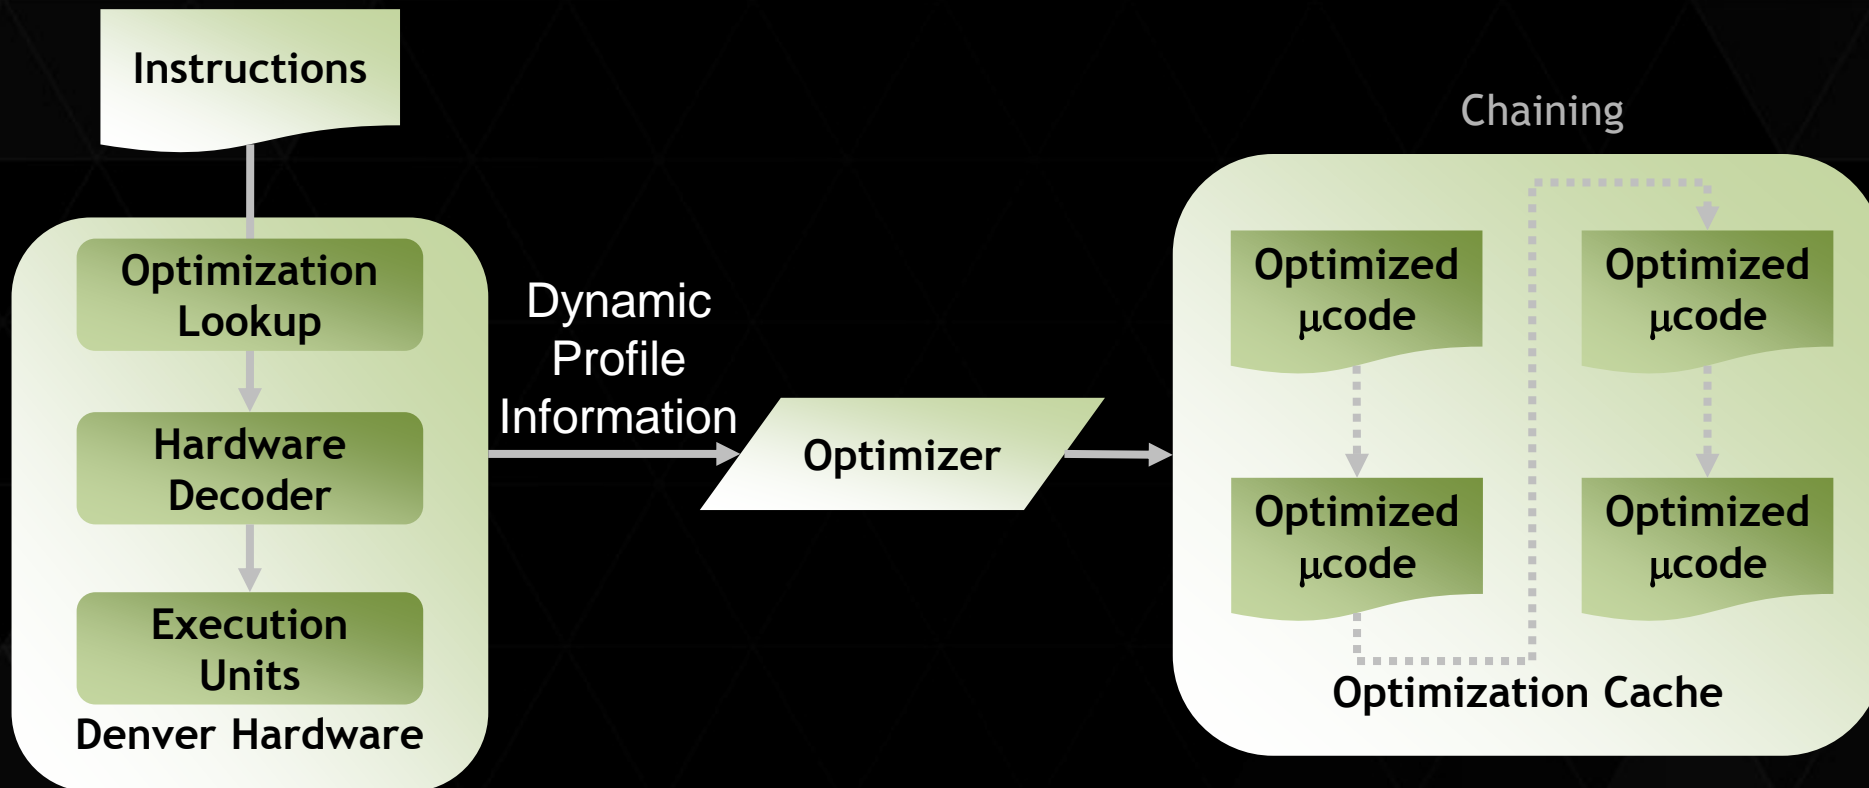 Instructions
Optimization
Lookup
Hardware
Decoder
Execution
Units
Denver Hardware
Dynamic
Profile
Information
Optimizer
Chaining
Optimized
μcode
Optimized
μcode
Optimized
μcode
Optimized
μcode
Optimization Cache